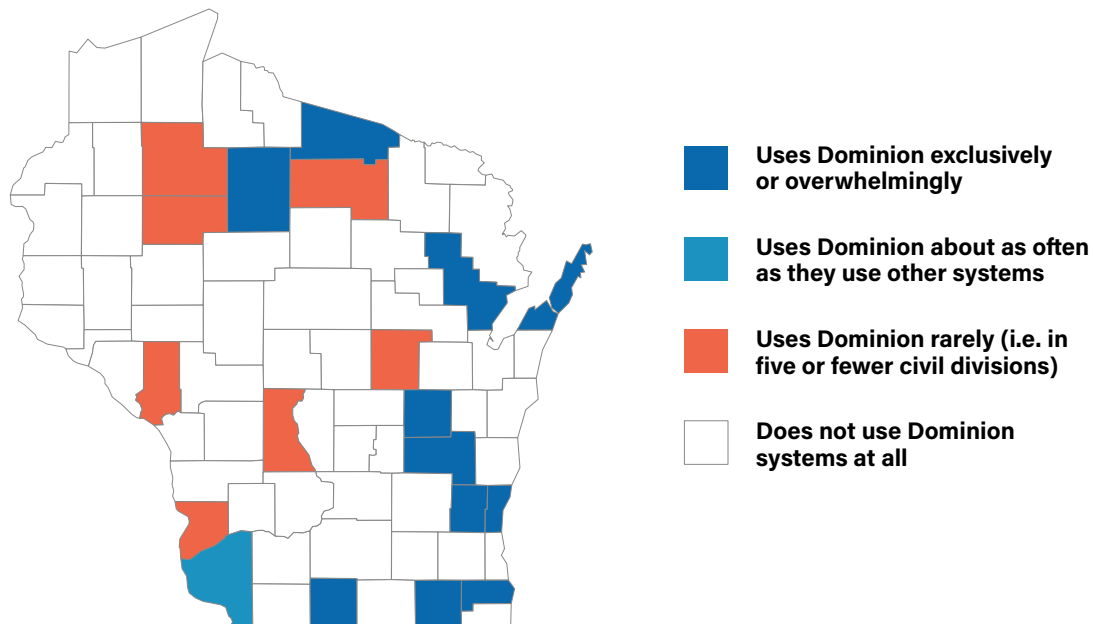 Uses Dominion exclusively
or overwhelmingly
Uses Dominion about as often
as they use other systems
Uses Dominion rarely (i.e. in
five or fewer civil divisions)
Does not use Dominion
systems at all